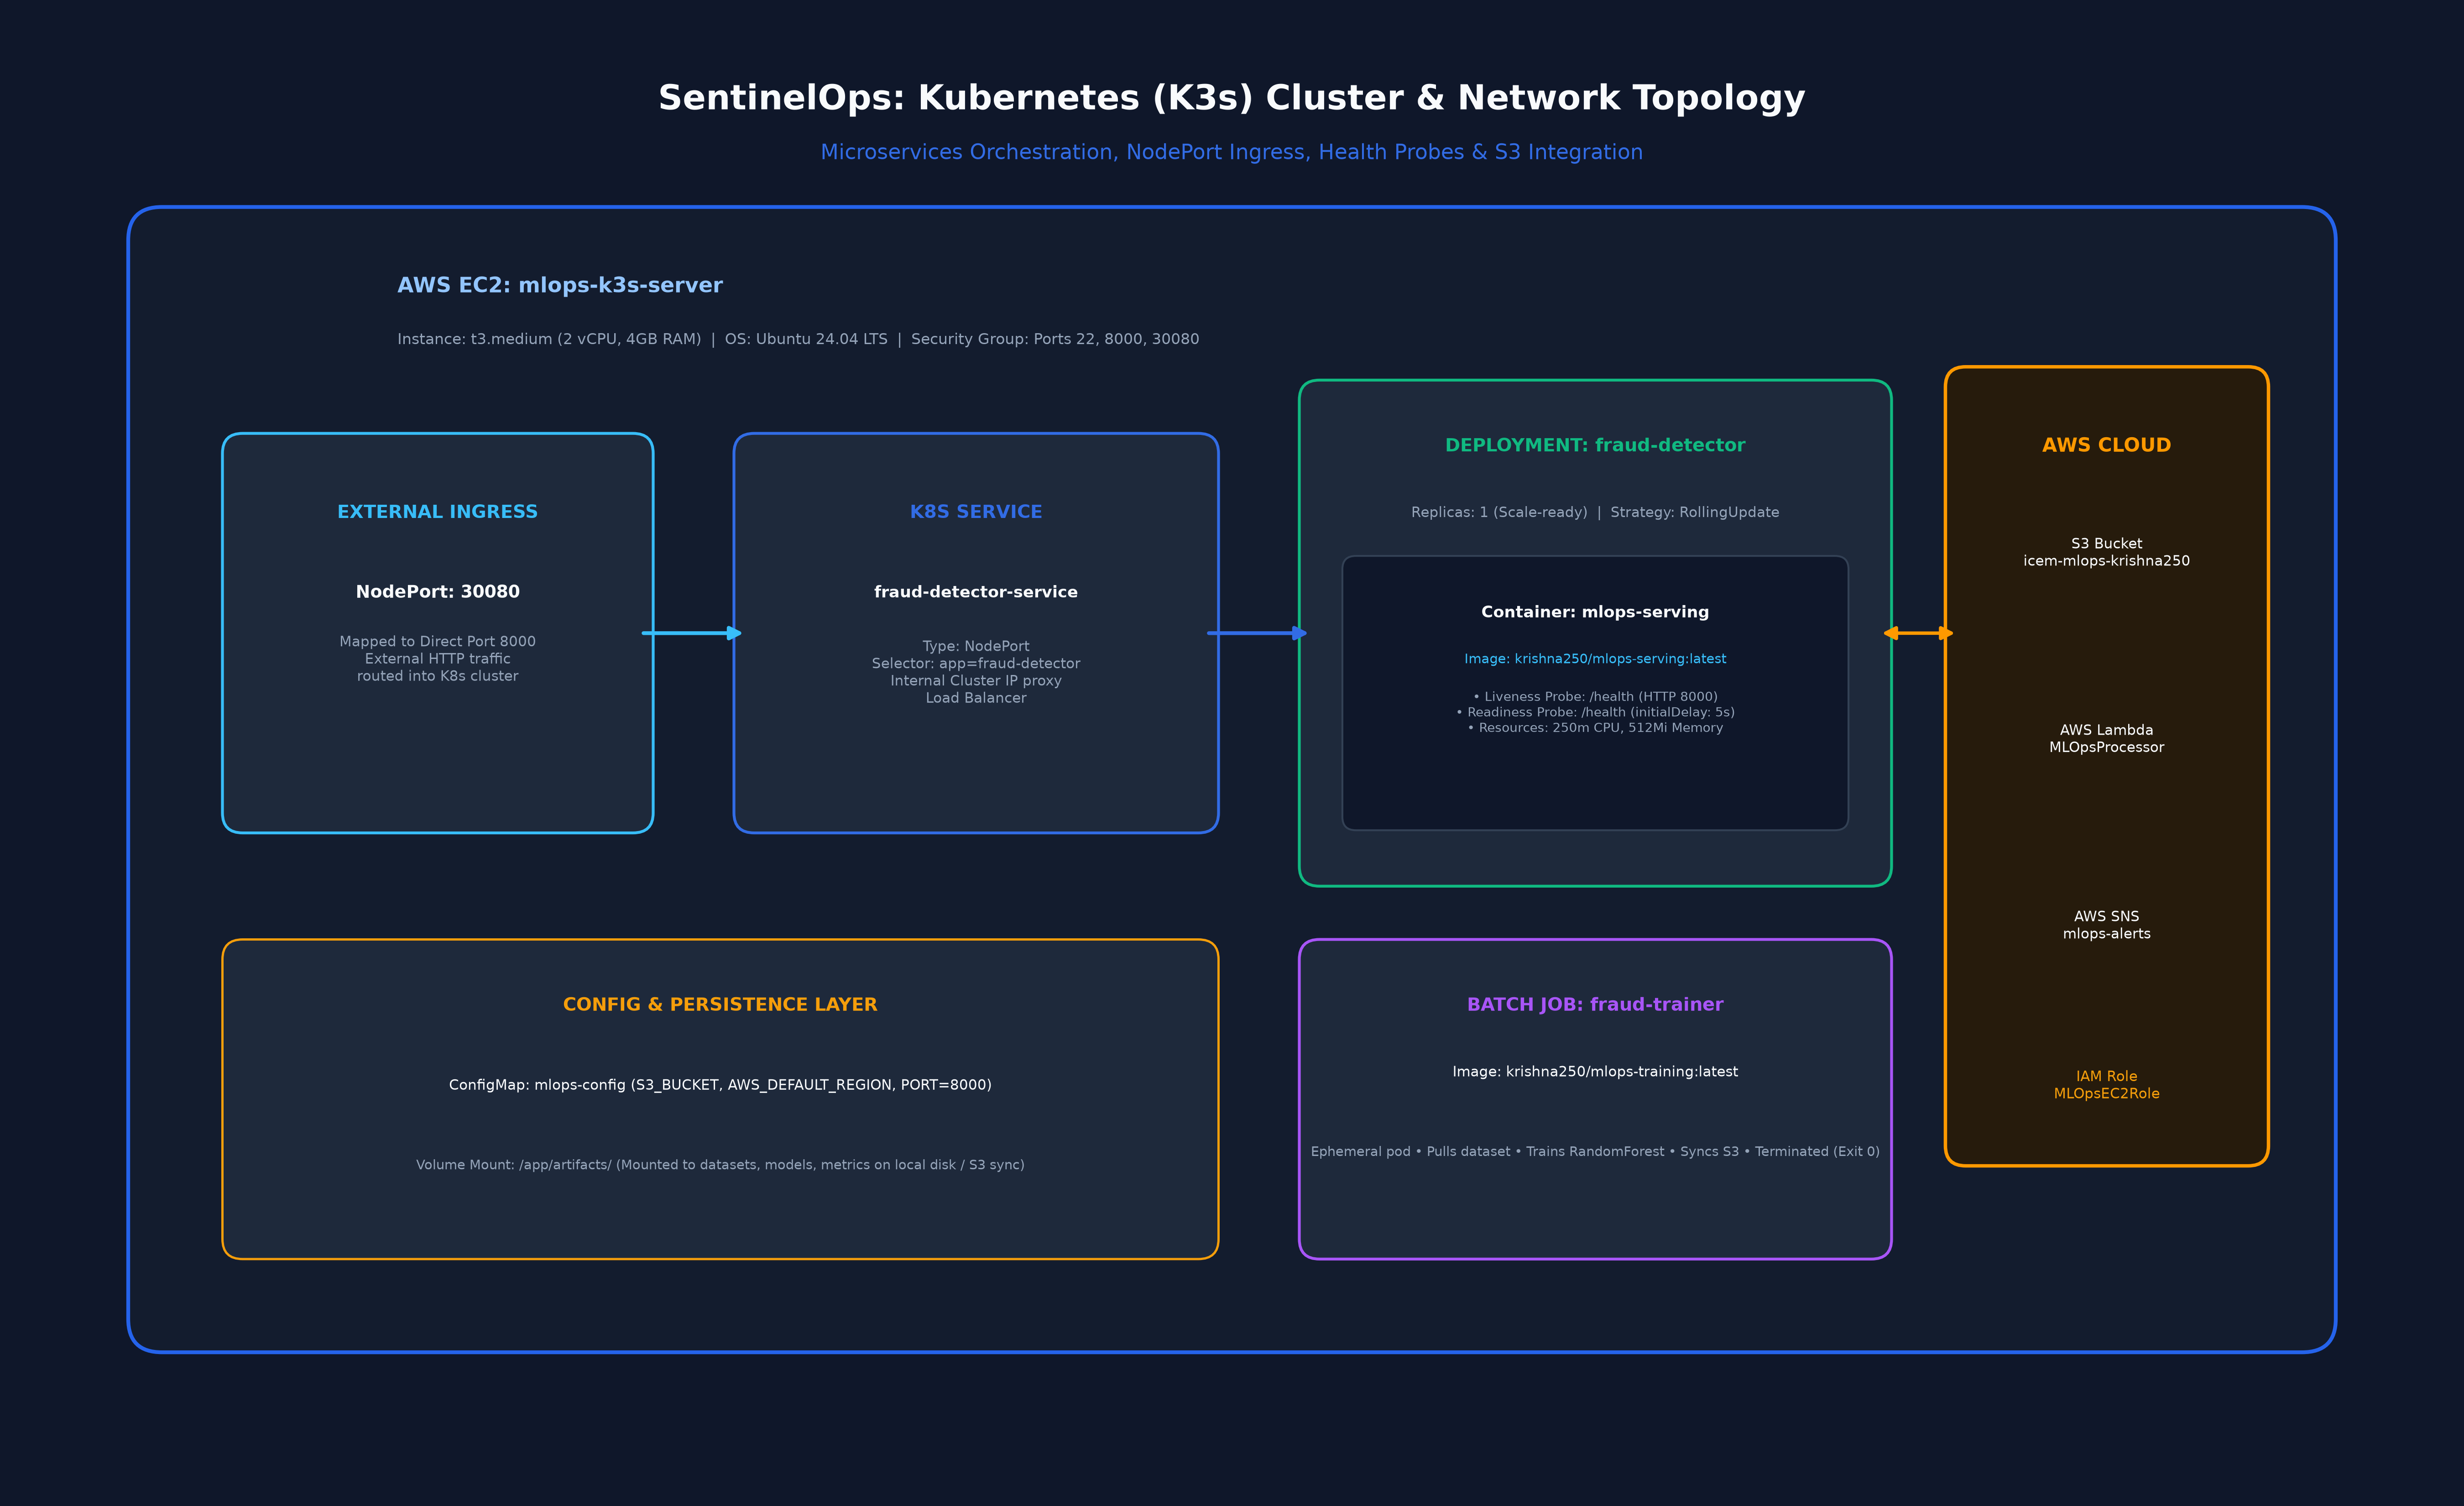 SentinelOps: Kubernetes (K3s) Cluster & Network Topology
Microservices Orchestration, NodePort Ingress, Health Probes & S3 Integration
AWS EC2: mlops-k3s-server
Instance: t3.medium (2 vCPU, 4GB RAM) | OS: Ubuntu 24.04 LTS | Security Group: Ports 22, 8000, 30080
EXTERNAL INGRESS
NodePort: 30080
Mapped to Direct Port 8000
External HTTP traffic
routed into K8s cluster
K8S SERVICE
fraud-detector-service
Type: NodePort
Selector: app=fraud-detector
Internal Cluster IP proxy
Load Balancer
DEPLOYMENT: fraud-detector
Replicas: 1 (Scale-ready) | Strategy: RollingUpdate
Container: mlops-serving
Image: krishna250/mlops-serving:latest
• Liveness Probe: /health (HTTP 8000)
• Readiness Probe: /health (initialDelay: 5s)
• Resources: 250m CPU, 512Mi Memory
AWS CLOUD
S3 Bucket
icem-mlops-krishna250
AWS Lambda
MLOpsProcessor
AWS SNS
mlops-alerts
IAM Role
MLOpsEC2Role
CONFIG & PERSISTENCE LAYER
ConfigMap: mlops-config (S3_BUCKET, AWS_DEFAULT_REGION, PORT=8000)
Volume Mount: /app/artifacts/ (Mounted to datasets, models, metrics on local disk / S3 sync)
BATCH JOB: fraud-trainer
Image: krishna250/mlops-training:latest
Ephemeral pod • Pulls dataset • Trains RandomForest • Syncs S3 • Terminated (Exit 0)